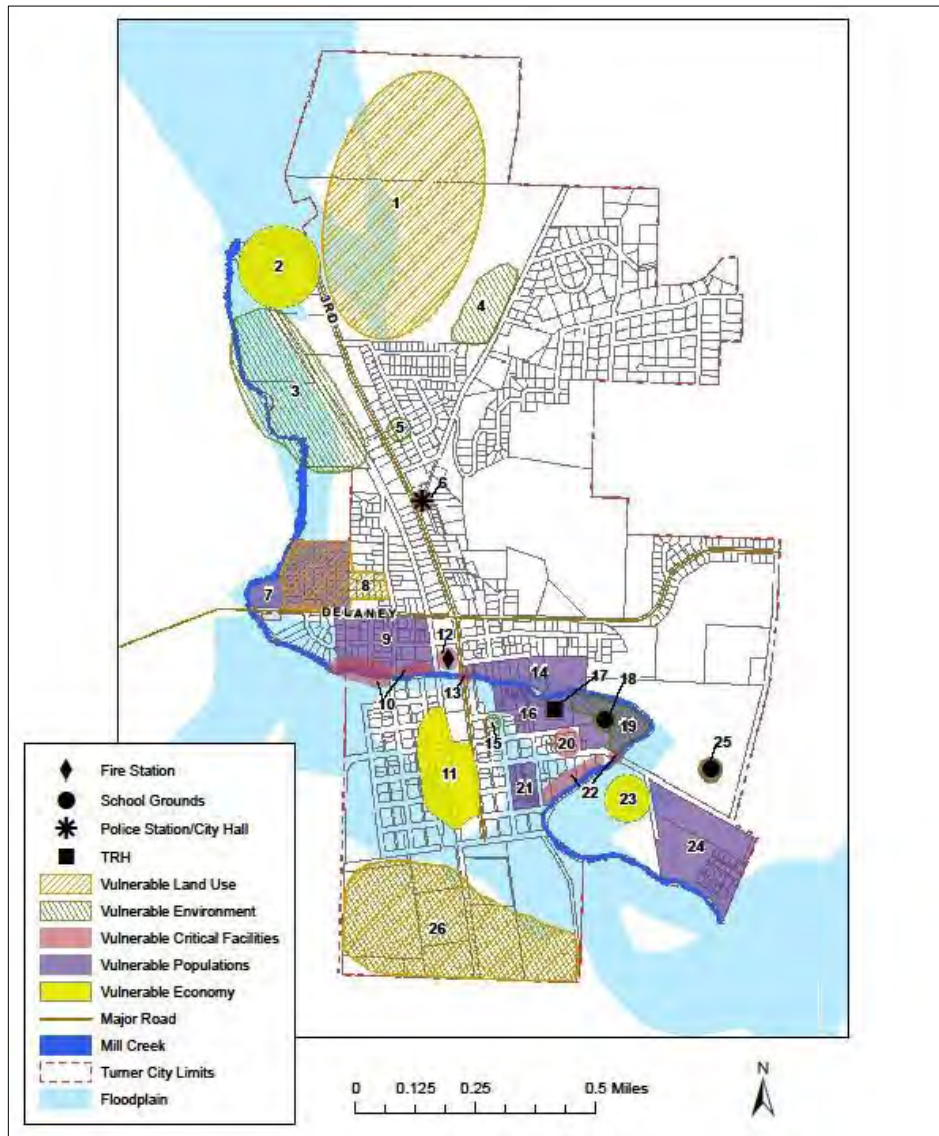 1
2
3RD
4
3
5
6
7
8
DELANEY
9
12
10
13
14
17
18
16
19
15
20
25
11
21
22
23
24
26
Fire Station
School Grounds
Police Station/City Hall
TRH
Vulnerable Land Use
Vulnerable Environment
Vulnerable Critical Facilities
Vulnerable Populations
Vulnerable Economy
Major Road
Mill Creek
Turner City Limits
Floodplain
0 0.125 0.25 0.5 Miles
N